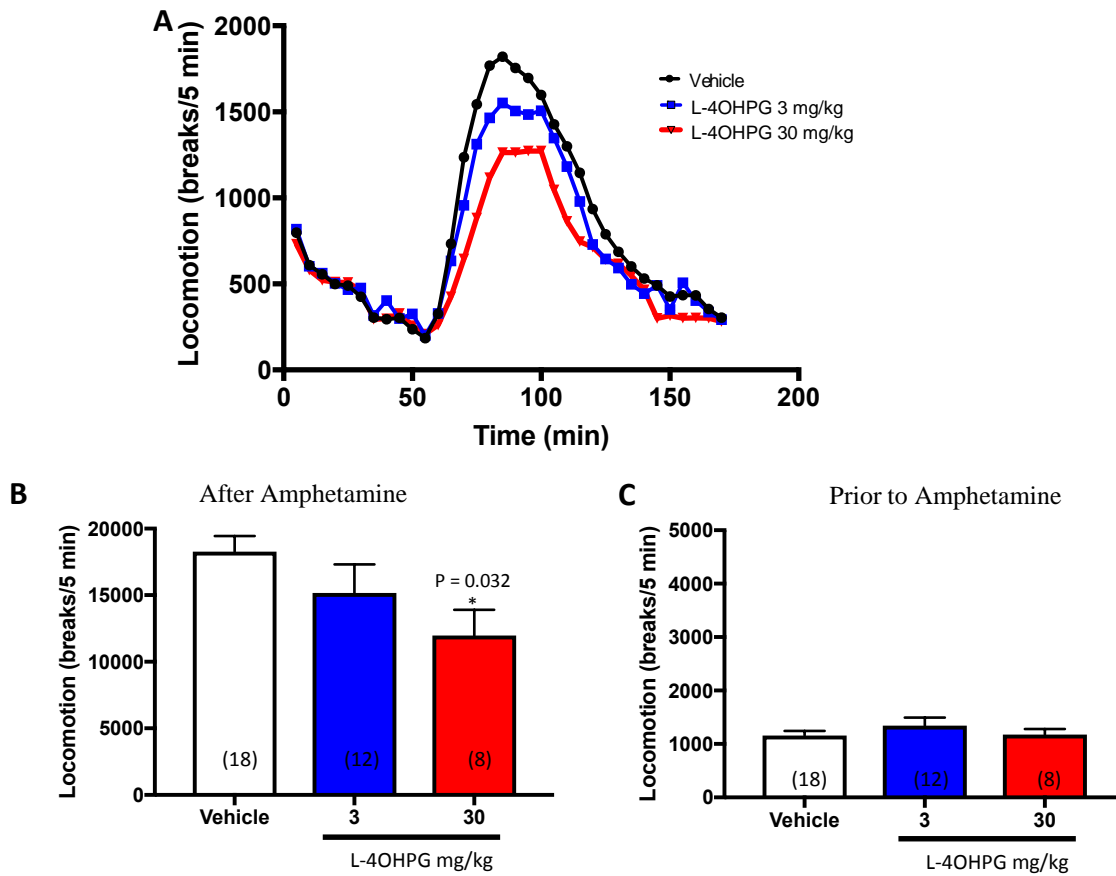 A
2000
1500
1000
500
0
Locomotion (breaks/5 min)
0 50 100 150 200
Time (min)
Vehicle
L-4OHPG 3 mg/kg
L-4OHPG 30 mg/kg
B
After Amphetamine
20000
15000
10000
5000
0
Locomotion (breaks/5 min)
P = 0.032
*
(18) (12) (8)
Vehicle 3 30
L-4OHPG mg/kg
C
Prior to Amphetamine
5000
4000
3000
2000
1000
0
Locomotion (breaks/5 min)
(18) (12) (8)
Vehicle 3 30
L-4OHPG mg/kg